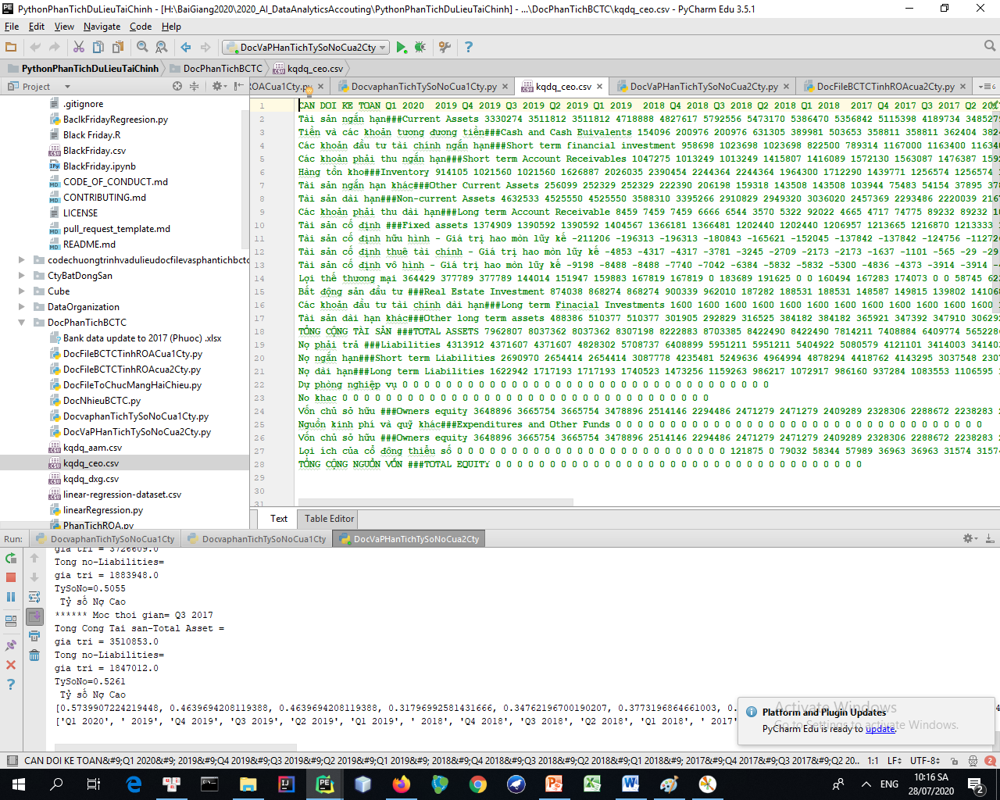 PythonPhanTichDuLieuTaiChinh - [H:\BaiGiang2020\2020_AI_DataAnalyticsAccouting\PythonPhanTichDuLieuTaiChinh] - ...\DocPhanTichBCTC\kqdq_ceo.csv - PyCharm Edu 3.5.1
File Edit View Navigate Code Help
DocVaPHanTichTySoNoCua2Cty
PythonPhanTichDuLieuTaiChinh DocPhanTichBCTC kqdq_ceo.csv
Project
ROACua1Cty.py DocvaphanTichTySoNoCua1Cty.py kqdq_ceo.csv DocVaPHanTichTySoNoCua2Cty.py DocFileBCTCTinhROAcua2Cty.py
.gitignore
BaclkFridayRegreesion.py
Black Friday.R
BlackFriday.csv
BlackFriday.ipynb
CODE_OF_CONDUCT.md
CONTRIBUTING.md
LICENSE
pull_request_template.md
README.md
codechuongtrinhvadulieudocfilevasphantichbctc
CtyBatDongSan
Cube
DataOrganization
DocPhanTichBCTC
Bank data update to 2017 (Phuoc) .xlsx
DocFileBCTCTinhROACua1Cty.py
DocFileBCTCTinhROAcua2Cty.py
DocFileToChucMangHaiChieu.py
DocNhieuBCTC.py
DocvaphanTichTySoNoCua1Cty.py
DocVaPHanTichTySoNoCua2Cty.py
kqdq_aam.csv
kqdq_ceo.csv
kqdq_dxg.csv
linear-regression-dataset.csv
linearRegression.py
PhanTichROA.py
1 CAN DOI KE TOAN Q1 2020 2019 Q4 2019 Q3 2019 Q2 2019 Q1 2019 2018 Q4 2018 Q3 2018 Q2 2018 Q1 2018 2017 Q4 2017 Q3 2017 Q2
2 Tài sản ngắn hạn###Current Assets 3330274 3511812 3511812 4718888 4827617 5792556 5473170 5386470 5356842 5115398 4189734
3 Tiền và các khoản tương đương tiền###Cash and Cash Euivalents 154096 200976 200976 631305 389981 503653 358811 358811 362404
4 Các khoản đầu tư tài chính ngắn hạn###Short term financial investment 958698 1023698 1023698 822500 789314 1167000 1163400
5 Các khoản phải thu ngắn hạn###Short term Account Receivables 1047275 1013249 1013249 1415807 1416089 1572130 1563087 1476387
6 Hàng tồn kho###Inventory 914105 1021560 1021560 1626887 2026035 2390454 2244364 2244364 1964300 1712290 1439771 1256574 1256574
7 Tài sản ngắn hạn khác###Other Current Assets 256099 252329 252329 222390 206198 159318 143508 143508 103944 75483 54154 37895
8 Tài sản dài hạn###Non-current Assets 4632533 4525550 4525550 3588310 3395266 2910829 2949320 3036020 2457369 2293486 2220039
9 Các khoản phải thu dài hạn###Long term Account Receivable 8459 7459 7459 6666 6544 3570 5322 92022 4665 4717 74775 89232 89232
10 Tài sản cố định ###Fixed assets 1374909 1390592 1390592 1404567 1366181 1366481 1202440 1202440 1206957 1213665 1216870 1213333
11 Tài sản cố định hữu hình - Giá trị hao mòn lũy kế -211206 -196313 -196313 -180843 -165621 -152045 -137842 -137842 -124756
12 Tài sản cố định thuê tài chính - Giá trị hao mòn lũy kế -4853 -4317 -4317 -3781 -3245 -2709 -2173 -2173 -1637 -1101 -565 -29
13 Tài sản cố định vô hình - Giá trị hao mòn lũy kế -9198 -8488 -8488 -7740 -7042 -6384 -5832 -5832 -5300 -4836 -4373 -3914
14 Lợi thế thương mại 364429 377789 377789 144014 151947 159883 167819 167819 0 183689 191625 0 0 160494 167283 174073 0 0 58745
15 Bất động sản đầu tư ###Real Estate Investment 874038 868274 868274 900339 962010 187282 188531 188531 148587 149815 139802
16 Các khoản đầu tư tài chính dài hạn###Long term Finacial Investments 1600 1600 1600 1600 1600 1600 1600 1600 1600 1600 1600
17 Tài sản dài hạn khác###Other long term assets 488386 510377 510377 301905 292829 316525 384182 384182 365921 347392 347910
18 TỔNG CỘNG TÀI SẢN ###TOTAL ASSETS 7962807 8037362 8037362 8307198 8222883 8703385 8422490 8422490 7814211 7408884 6409774
19 Nợ phải trả ###Liabilities 4313912 4371607 4371607 4828302 5708737 6408899 5951211 5951211 5404922 5080579 4121101 3414003
20 Nợ ngắn hạn###Short term Liabilities 2690970 2654414 2654414 3087778 4235481 5249636 4964994 4878294 4418762 4143295 3037548
21 Nợ dài hạn###Long term Liabilities 1622942 1717193 1717193 1740523 1473256 1159263 986217 1072917 986160 937284 1083553 1106595
22 Dự phòng nghiệp vụ 0 0 0 0 0 0 0 0 0 0 0 0 0 0 0 0 0 0 0 0 0 0 0 0 0 0 0 0 0 0 0 0 0 0
23 No khac 0 0 0 0 0 0 0 0 0 0 0 0 0 0 0 0 0 0 0 0 0 0 0 0 0 0 0 0 0 0 0 0 0 0
24 Vốn chủ sở hữu ###Owners equity 3648896 3665754 3665754 3478896 2514146 2294486 2471279 2471279 2409289 2328306 2288672 2238283
25 Nguồn kinh phí và quỹ khác###Expenditures and Other Funds 0 0 0 0 0 0 0 0 0 0 0 0 0 0 0 0 0 0 0 0 0 0 0 0 0 0 0 0 0 0 0 0 0 0
26 Vốn chủ sở hữu ###Owners equity 3648896 3665754 3665754 3478896 2514146 2294486 2471279 2471279 2409289 2328306 2288672 2238283
27 Lợi ích của cổ đông thiểu số 0 0 0 0 0 0 0 0 0 0 0 0 0 0 0 0 0 0 0 121875 0 79032 58344 57989 36963 36963 31574
28 TỔNG CỘNG NGUỒN VỐN ###TOTAL EQUITY 0 0 0 0 0 0 0 0 0 0 0 0 0 0 0 0 0 0 0 0 0 0 0 0 0 0 0 0 0 0 0 0 0 0
29
30
31
Text Table Editor
Run: DocvaphanTichTySoNoCua1Cty DocvaphanTichTySoNoCua1Cty DocVaPHanTichTySoNoCua2Cty
gia tri = 3726609.0
Tong no-Liabilities=
gia tri = 1883948.0
TySoNo=0.5055
Tỷ số Nợ Cao
****** Moc thoi gian= Q3 2017
Tong Cong Tai san-Total Asset =
gia tri = 3510853.0
Tong no-Liabilities=
gia tri = 1847012.0
TySoNo=0.5261
Tỷ số Nợ Cao
[0.5739907224219448, 0.4639694208119388, 0.4639694208119388, 0.31796992581431666, 0.34762196700190207, 0.3773196864661003, 0.
['Q1 2020', ' 2019', 'Q4 2019', 'Q3 2019', 'Q2 2019', 'Q1 2019', ' 2018', 'Q4 2018', 'Q3 2018', 'Q2 2018', 'Q1 2018', ' 2017'
Activate Windows
Go to Settings to activate Windows.
Platform and Plugin Updates
PyCharm Edu is ready to update.
CAN DOI KE TOAN&#9;Q1 2020&#9; 2019&#9;Q4 2019&#9;Q3 2019&#9;Q2 2019&#9;Q1 2019&#9; 2018&#9;Q4 2018&#9;Q3 2018&#9;Q2 2018&#9;Q1 2018&#9; 2017&#9;Q4 2017&#9;Q3 2017&#9;Q2 20.. 1:1 LF÷ UTF-8÷ 2
ENG 10:16 SA
28/07/2020 2